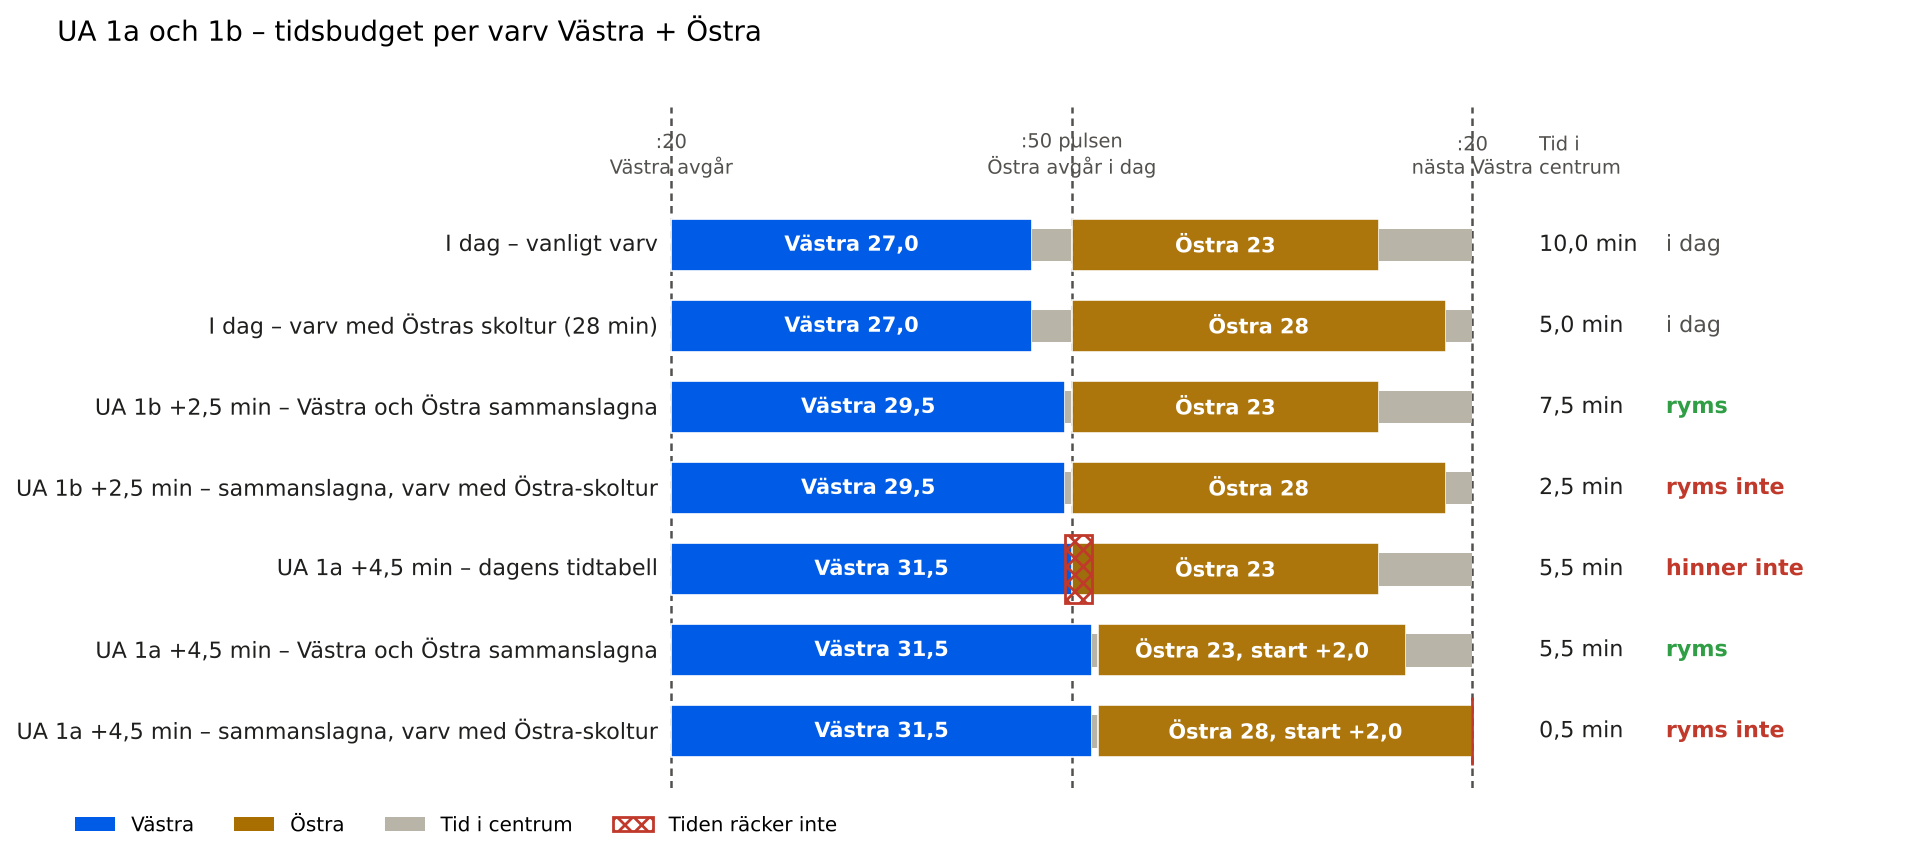 UA 1a och 1b – tidsbudget per varv Västra + Östra
:20
Västra avgår
:50 pulsen
Östra avgår i dag
:20
nästa Västra
Tid i
centrum
I dag – vanligt varv
Västra 27,0
Östra 23
10,0 min
i dag
I dag – varv med Östras skoltur (28 min)
Västra 27,0
Östra 28
5,0 min
i dag
UA 1b +2,5 min – Västra och Östra sammanslagna
Västra 29,5
Östra 23
7,5 min
ryms
UA 1b +2,5 min – sammanslagna, varv med Östra-skoltur
Västra 29,5
Östra 28
2,5 min
ryms inte
UA 1a +4,5 min – dagens tidtabell
Västra 31,5
Östra 23
5,5 min
hinner inte
UA 1a +4,5 min – Västra och Östra sammanslagna
Västra 31,5
Östra 23, start +2,0
5,5 min
ryms
UA 1a +4,5 min – sammanslagna, varv med Östra-skoltur
Västra 31,5
Östra 28, start +2,0
0,5 min
ryms inte
Västra
Östra
Tid i centrum
Tiden räcker inte